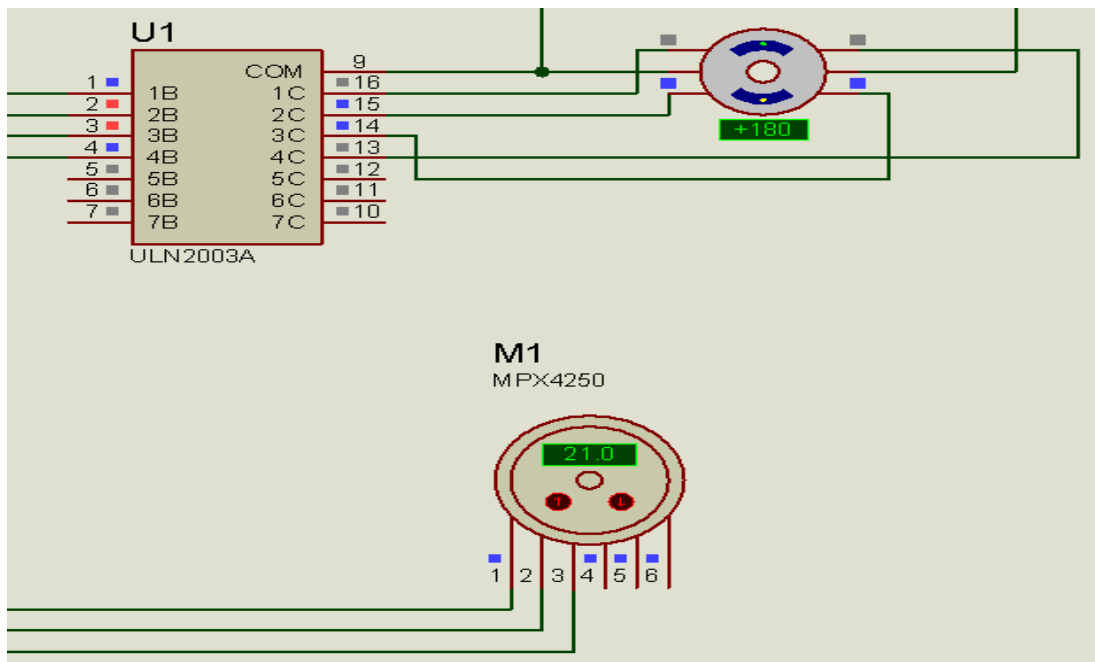 U1
COM 9
1 1B 1C 16
2 2B 2C 15
3 3B 3C 14
4 4B 4C 13
5 5B 5C 12
6 6B 6C 11
7 7B 7C 10
ULN2003A
+180
M1
MPX4250
21.0
↑ ↓
1 2 3 4 5 6